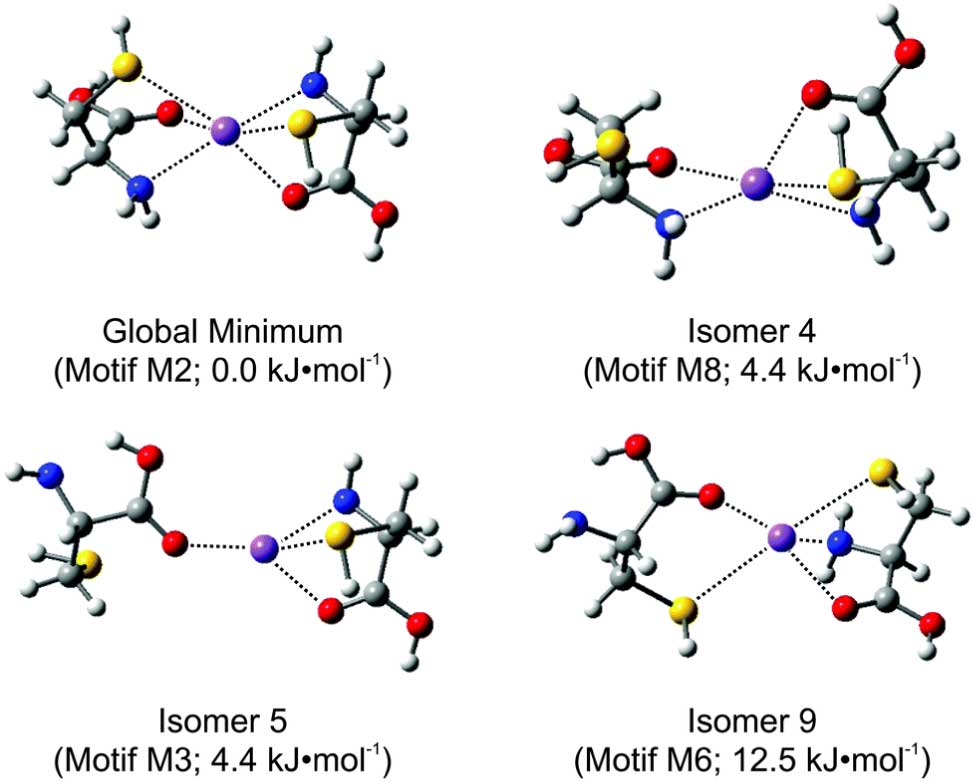 Global Minimum
(Motif M2; 0.0 kJ•mol⁻¹)
Isomer 4
(Motif M8; 4.4 kJ•mol⁻¹)
Isomer 5
(Motif M3; 4.4 kJ•mol⁻¹)
Isomer 9
(Motif M6; 12.5 kJ•mol⁻¹)